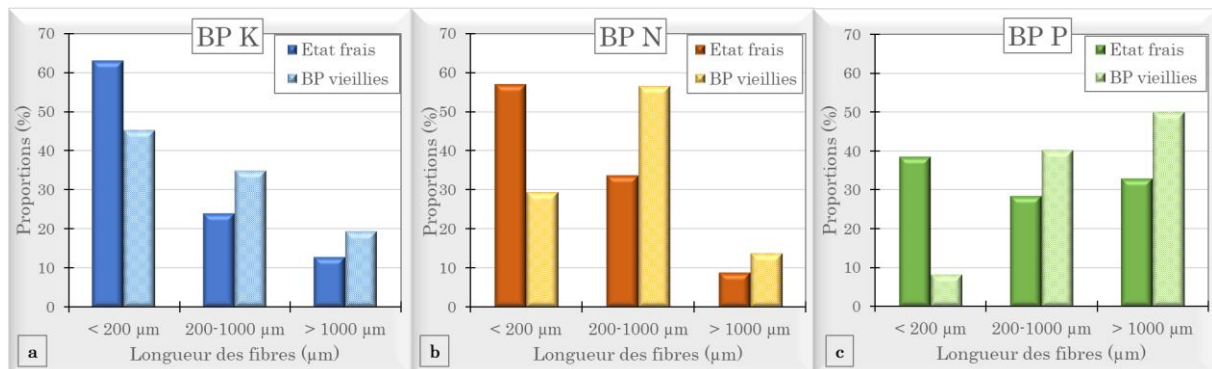 BP K
Etat frais
BP vieillies
Proportions (%)
70
60
50
40
30
20
10
0
< 200 µm 200-1000 µm > 1000 µm
Longueur des fibres (µm)
a
BP N
Etat frais
BP vieillies
Proportions (%)
70
60
50
40
30
20
10
0
< 200 µm 200-1000 µm > 1000 µm
Longueur des fibres (µm)
b
BP P
Etat frais
BP vieillies
Proportions (%)
70
60
50
40
30
20
10
0
< 200 µm 200-1000 µm > 1000 µm
Longueur des fibres (µm)
c